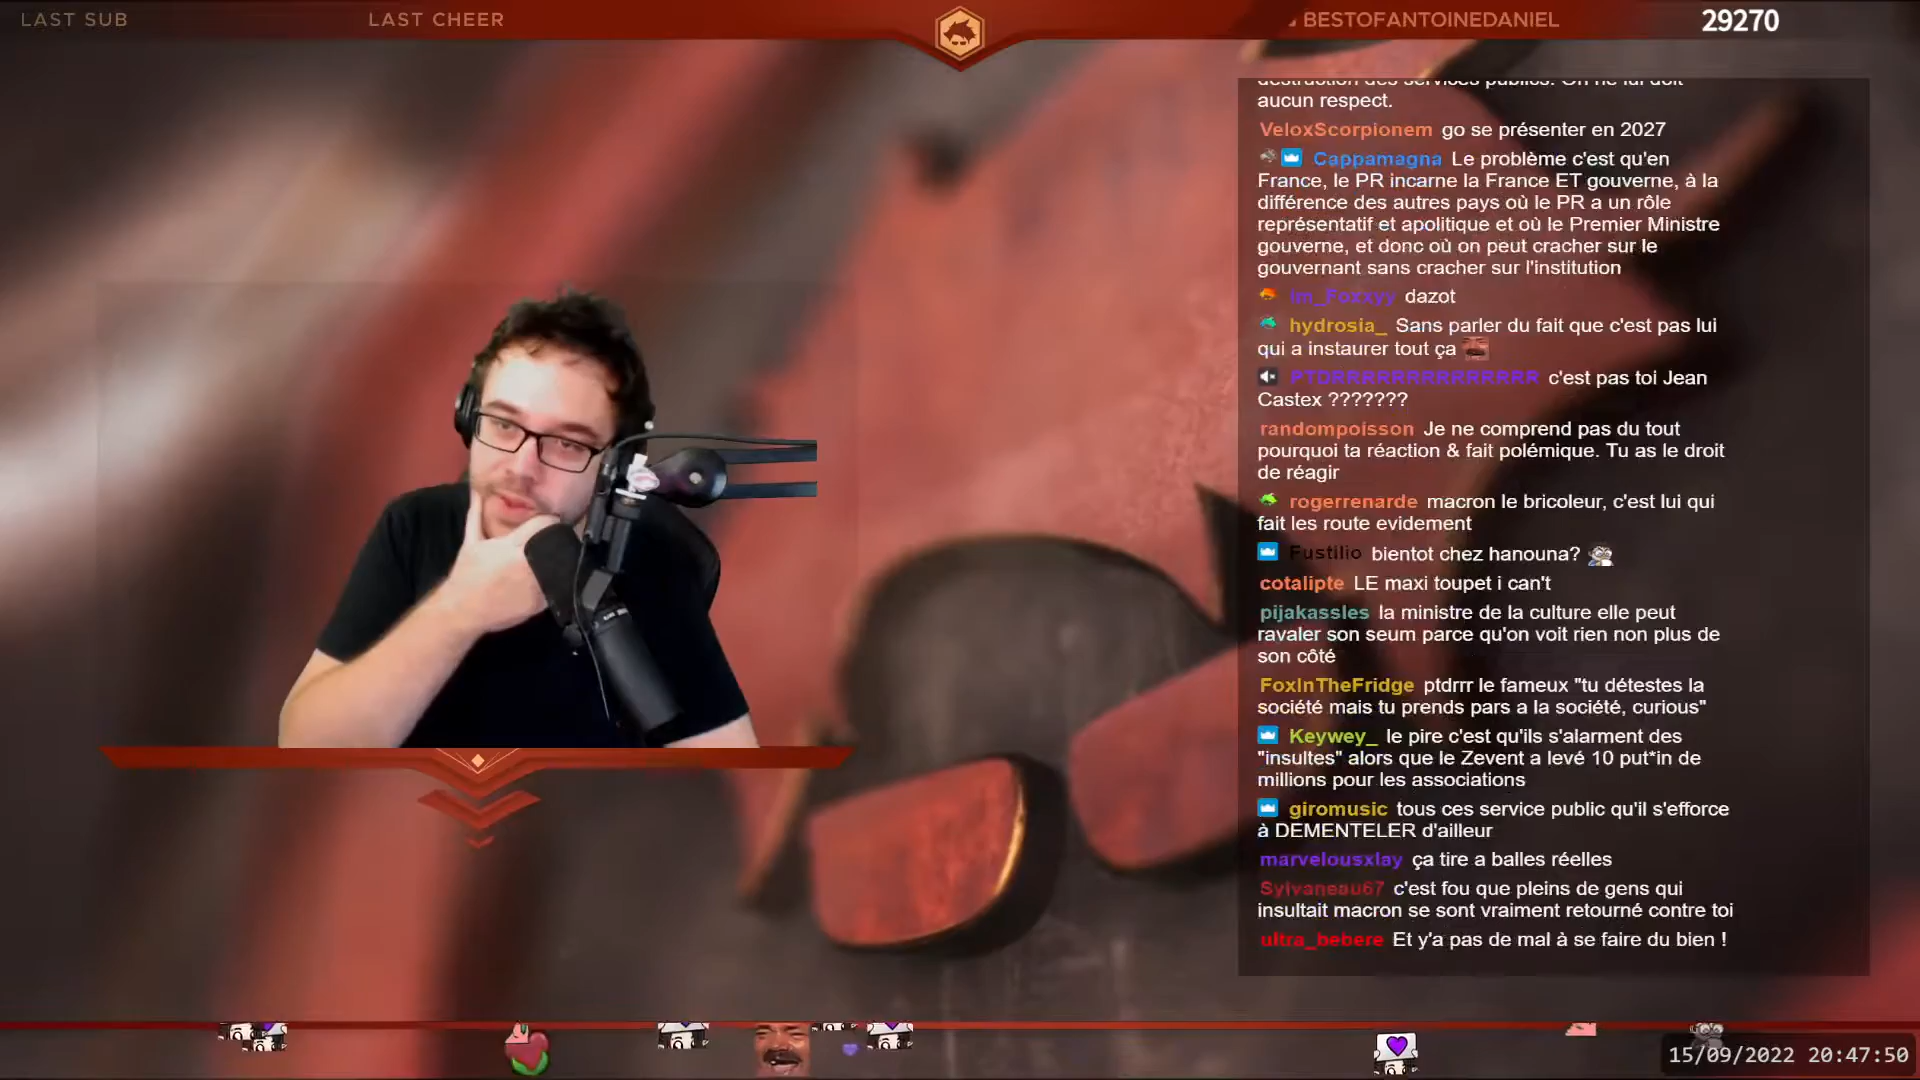 LAST SUB
LAST CHEER
BESTOFANTOINEDANIEL
29270
destruction des services publics. On ne lui doit
aucun respect.
VeloxScorpionem go se présenter en 2027
Cappamagna Le problème c'est qu'en
France, le PR incarne la France ET gouverne, à la
différence des autres pays où le PR a un rôle
représentatif et apolitique et où le Premier Ministre
gouverne, et donc où on peut cracher sur le
gouvernant sans cracher sur l'institution
Im_Foxxyy dazot
hydrosia_ Sans parler du fait que c'est pas lui
qui a instaurer tout ça
PTDRRRRRRRRRRRRRRR c'est pas toi Jean
Castex ???????
randompoisson Je ne comprend pas du tout
pourquoi ta réaction & fait polémique. Tu as le droit
de réagir
rogerrenarde macron le bricoleur, c'est lui qui
fait les route evidement
Fustilio bientot chez hanouna?
cotalipte LE maxi toupet i can't
pijakassles la ministre de la culture elle peut
ravaler son seum parce qu'on voit rien non plus de
son côté
FoxInTheFridge ptdrrr le fameux "tu détestes la
société mais tu prends pars a la société, curious"
Keywey_ le pire c'est qu'ils s'alarment des
"insultes" alors que le Zevent a levé 10 put*in de
millions pour les associations
giromusic tous ces service public qu'il s'efforce
à DEMENTELER d'ailleur
marvelousxlay ça tire a balles réelles
Sylvaneau67 c'est fou que pleins de gens qui
insultait macron se sont vraiment retourné contre toi
ultra_bebere Et y'a pas de mal à se faire du bien !
15/09/2022 20:47:50